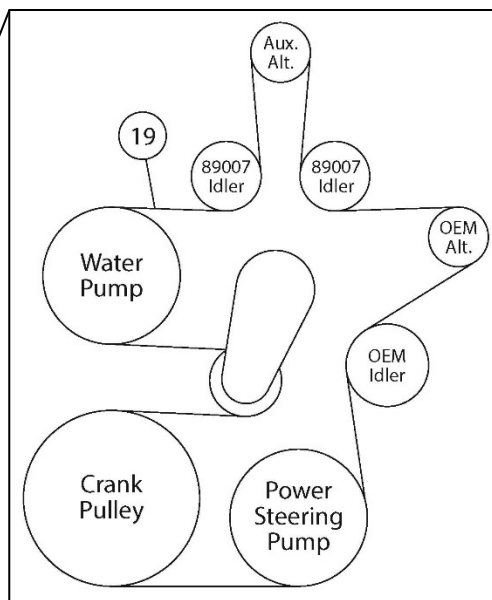 Aux.
Alt.
19
89007
Idler
89007
Idler
OEM
Alt.
Water
Pump
OEM
Idler
Crank
Pulley
Power
Steering
Pump